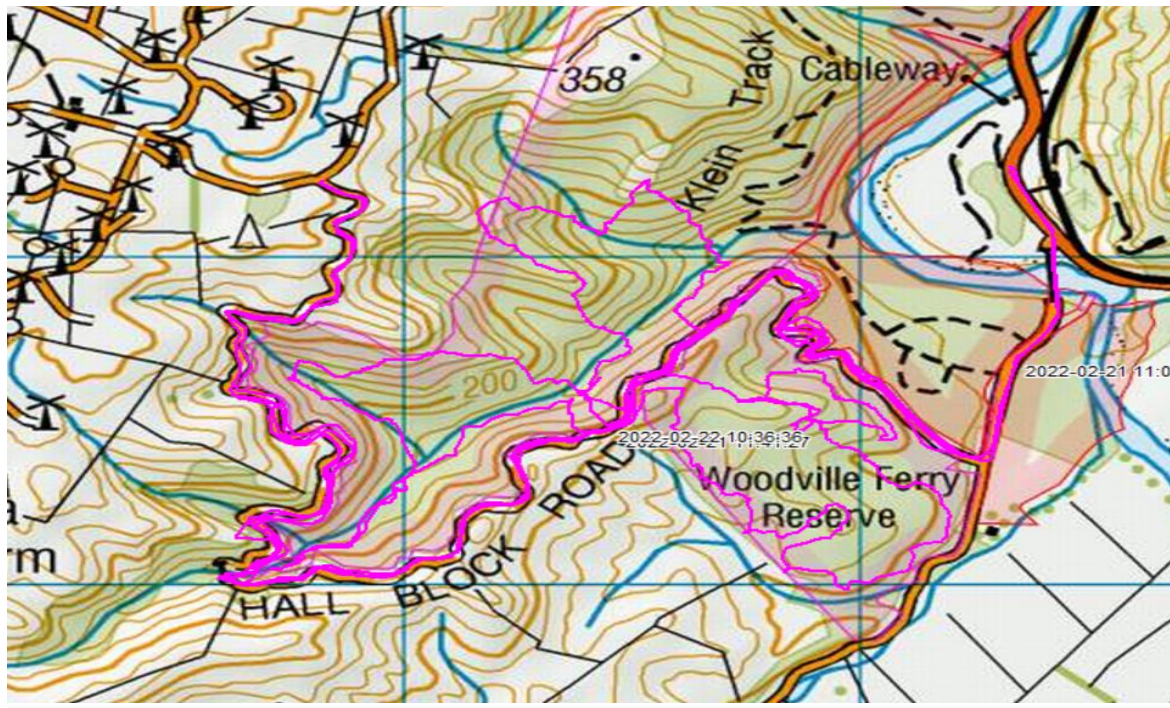 358
Cableway
Klein Track
200
2022-02-21 11:0
2022-02-22 10:36:36
Woodville Ferry
Reserve
HALL BLOCK ROAD
a
rm